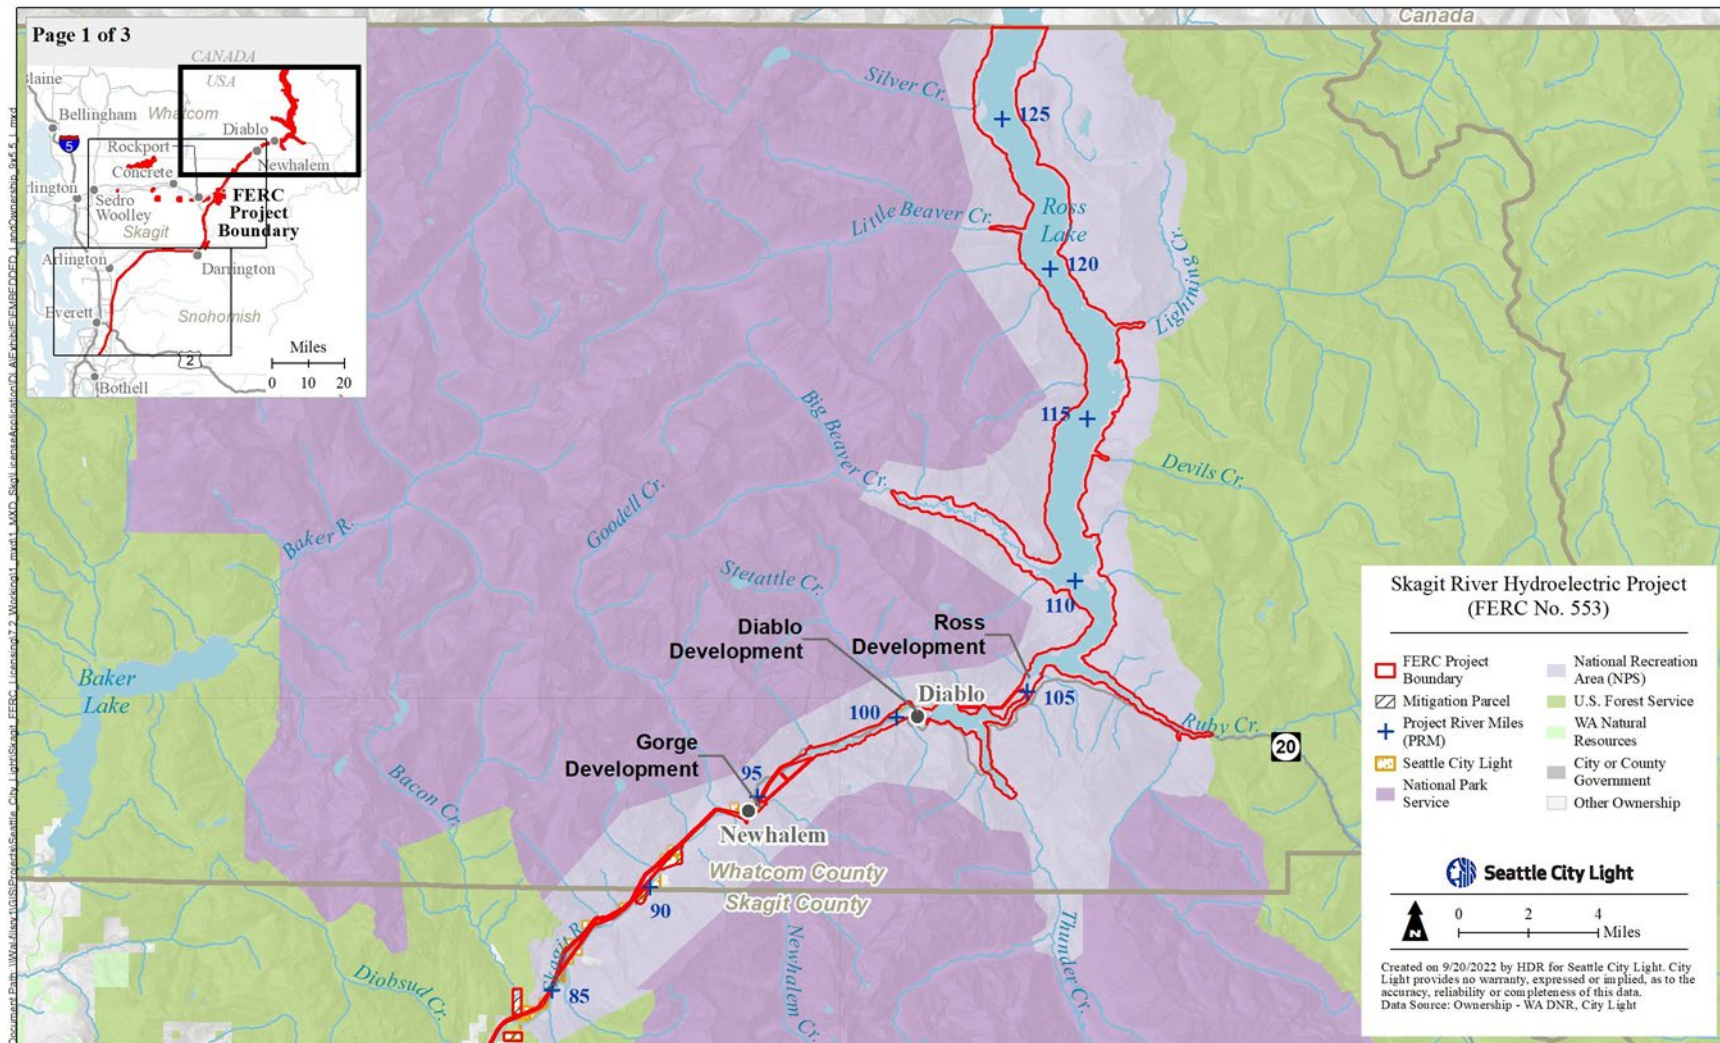 Canada
Page 1 of 3
CANADA
USA
Blaine
Bellingham
Whatcom
5
Diablo
Rockport
Newhalem
Concrete
Sedro
Woolley
FERC
Project
Boundary
Skagit
Arlington
Darrington
Everett
Snohomish
2
Bothell
Miles
0 10 20
Silver Cr.
125
Little Beaver Cr.
Ross
Lake
Lightning Cr.
120
115
Big Beaver Cr.
Devils Cr.
Goodell Cr.
Baker R.
Stetattle Cr.
110
Diablo
Development
Ross
Development
Baker
Lake
Diablo
105
100
Ruby Cr.
20
Gorge
Development
95
Bacon Cr.
Newhalem
Whatcom County
Skagit County
90
Skagit R.
Newhalem Cr.
Thunder Cr.
Diobsud Cr.
85
Skagit River Hydroelectric Project
(FERC No. 553)
FERC Project
Boundary
Mitigation Parcel
Project River Miles
(PRM)
Seattle City Light
National Park
Service
National Recreation
Area (NPS)
U.S. Forest Service
WA Natural
Resources
City or County
Government
Other Ownership
Seattle City Light
N
0 2 4
Miles
Created on 9/20/2022 by HDR for Seattle City Light. City
Light provides no warranty, expressed or implied, as to the
accuracy, reliability or completeness of this data.
Data Source: Ownership - WA DNR, City Light